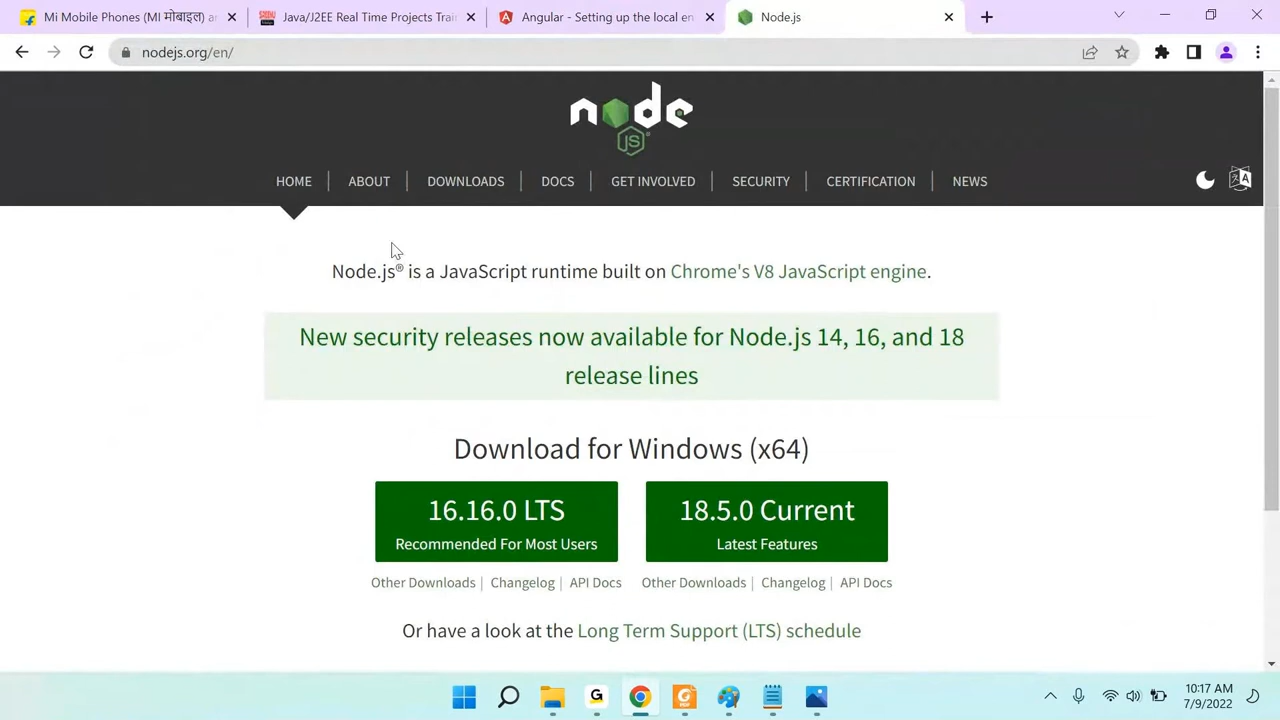 Mi Mobile Phones (MI मोबाइल) a
Java/J2EE Real Time Projects Trai
Angular - Setting up the local en
Node.js
nodejs.org/en/
node
JS
HOME
ABOUT
DOWNLOADS
DOCS
GET INVOLVED
SECURITY
CERTIFICATION
NEWS
Node.js® is a JavaScript runtime built on Chrome's V8 JavaScript engine.
New security releases now available for Node.js 14, 16, and 18
release lines
Download for Windows (x64)
16.16.0 LTS
Recommended For Most Users
18.5.0 Current
Latest Features
Other Downloads | Changelog | API Docs
Other Downloads | Changelog | API Docs
Or have a look at the Long Term Support (LTS) schedule
10:17 AM
7/9/2022